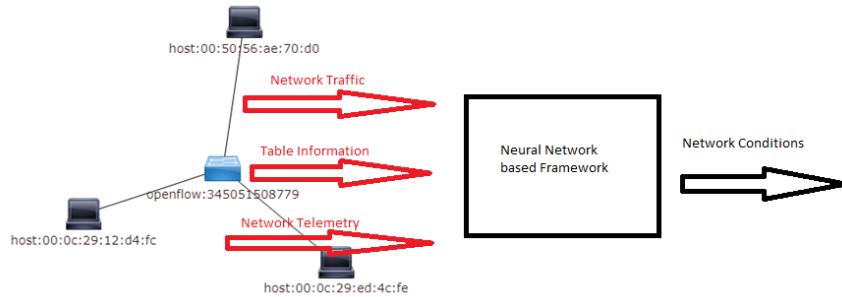 host:00:50:56:ae:70:d0
Network Traffic
Neural Network
based Framework
Network Conditions
Table Information
openflow:345051508779
Network Telemetry
host:00:0c:29:12:d4:fc
host:00:0c:29:ed:4c:fe